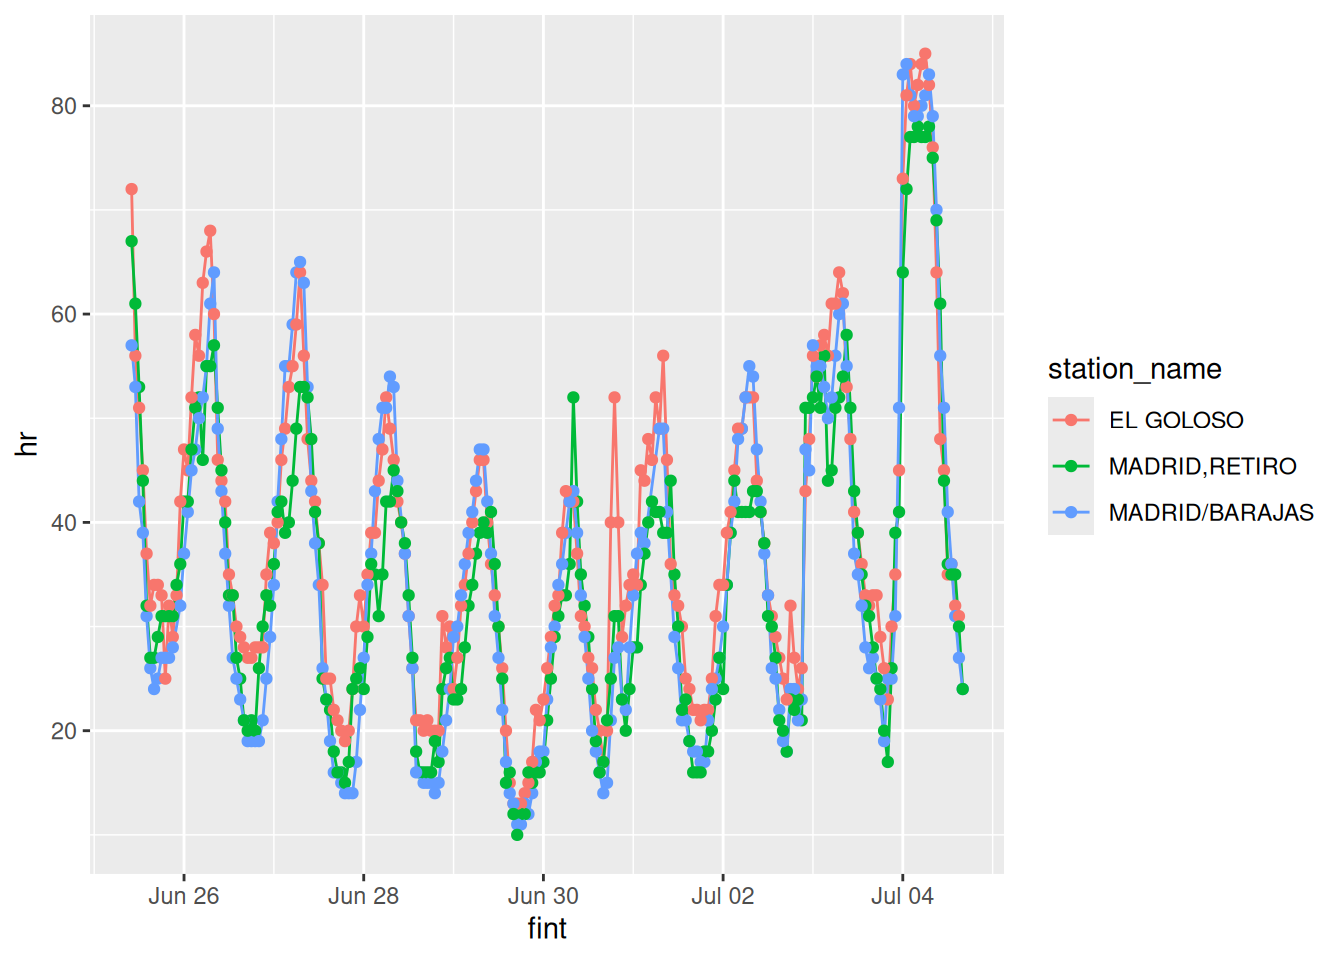 80
60
40
20
hr
Jun 26
Jun 28
Jun 30
Jul 02
Jul 04
fint
station_name
EL GOLOSO
MADRID,RETIRO
MADRID/BARAJAS